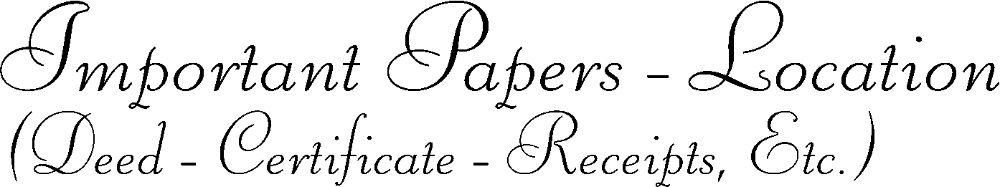 Important Papers - Location
(Deed - Certificate - Receipts, Etc.)